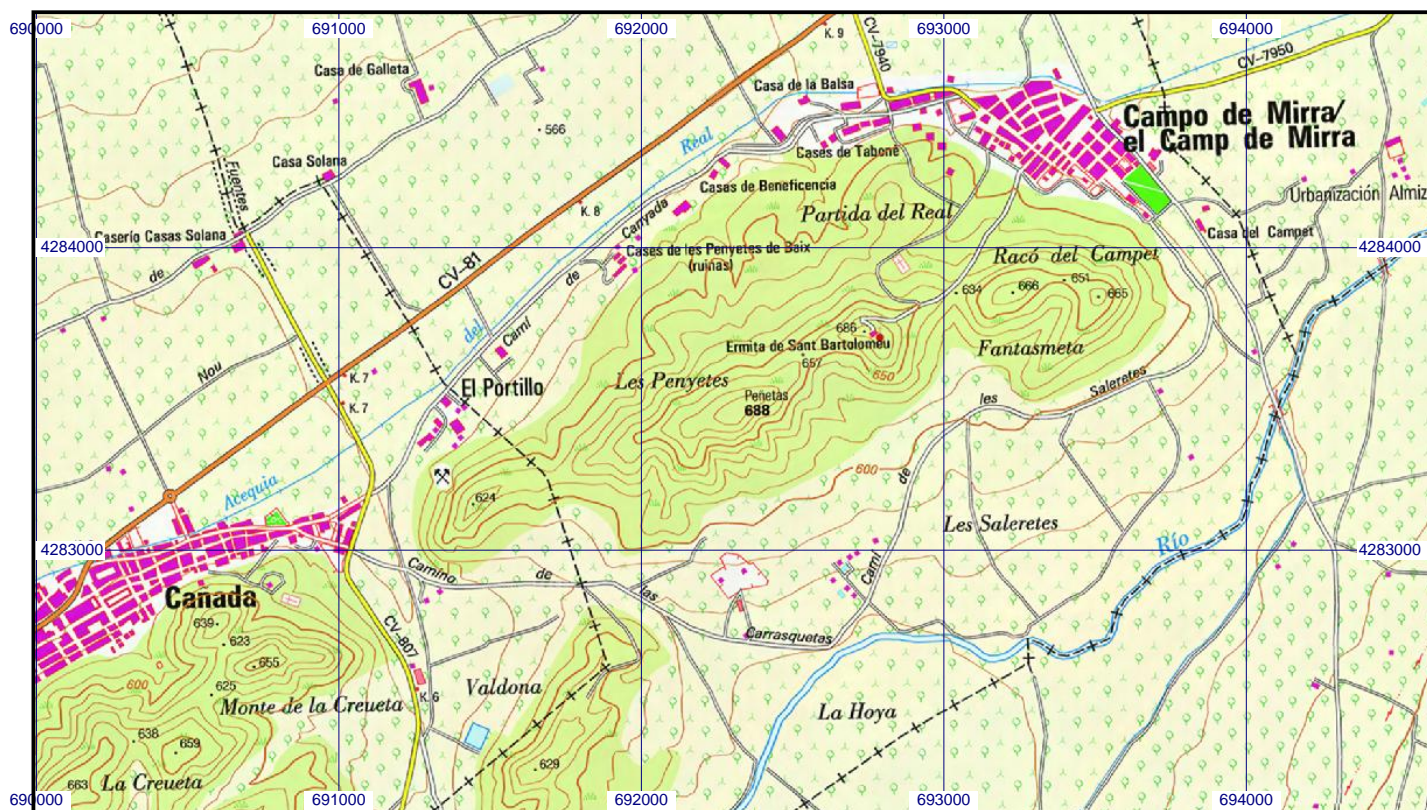 690000
691000
692000
693000
694000
K. 9
CV-7940
CV-7950
Casa de Galleta
Casa de la Balsa
566
Real
Campo de Mirra/
el Camp de Mirra
Casa Solana
Cases de Taboné
Fuentes
Casas de Beneficencia
Urbanización Almiz
Canyada
K. 8
Partida del Real
4284000
Caserío Casas Solana
Cases de les Penyetes de Baix
(ruinas)
Casa del Campet
4284000
de
CV-81
de
Racó del Campet
651
634
666
665
del
Camí
686
Ermita de Sant Bartolomeu
657
Fantasmeta
650
Nou
K. 7
El Portillo
Les Penyetes
Peñetas
688
K. 7
les
Saleretes
600
de
624
Acequia
Les Saleretes
4283000
Río
4283000
Camino
de
las
Camí
Cañada
639
623
655
CV-807
Carrasquetas
600
625
Monte de la Creueta
K. 6
Valdona
La Hoya
638
659
629
663
La Creueta
690000
691000
692000
693000
694000